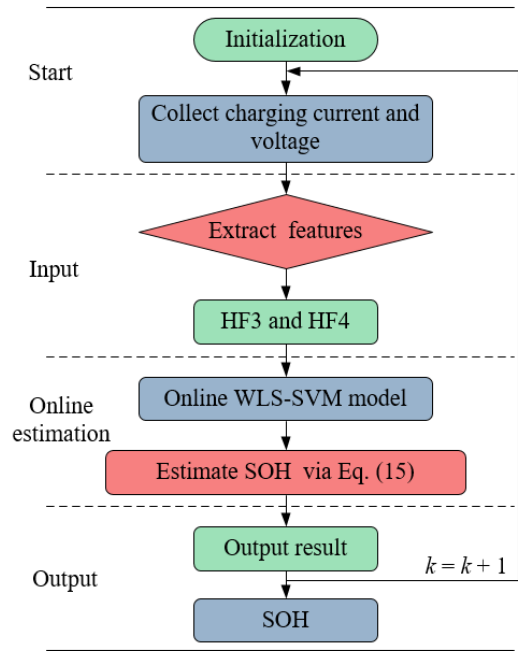 Initialization
Start
Collect charging current and
voltage
Extract features
Input
HF3 and HF4
Online WLS-SVM model
Online
estimation
Estimate SOH via Eq. (15)
Output result
k = k + 1
Output
SOH